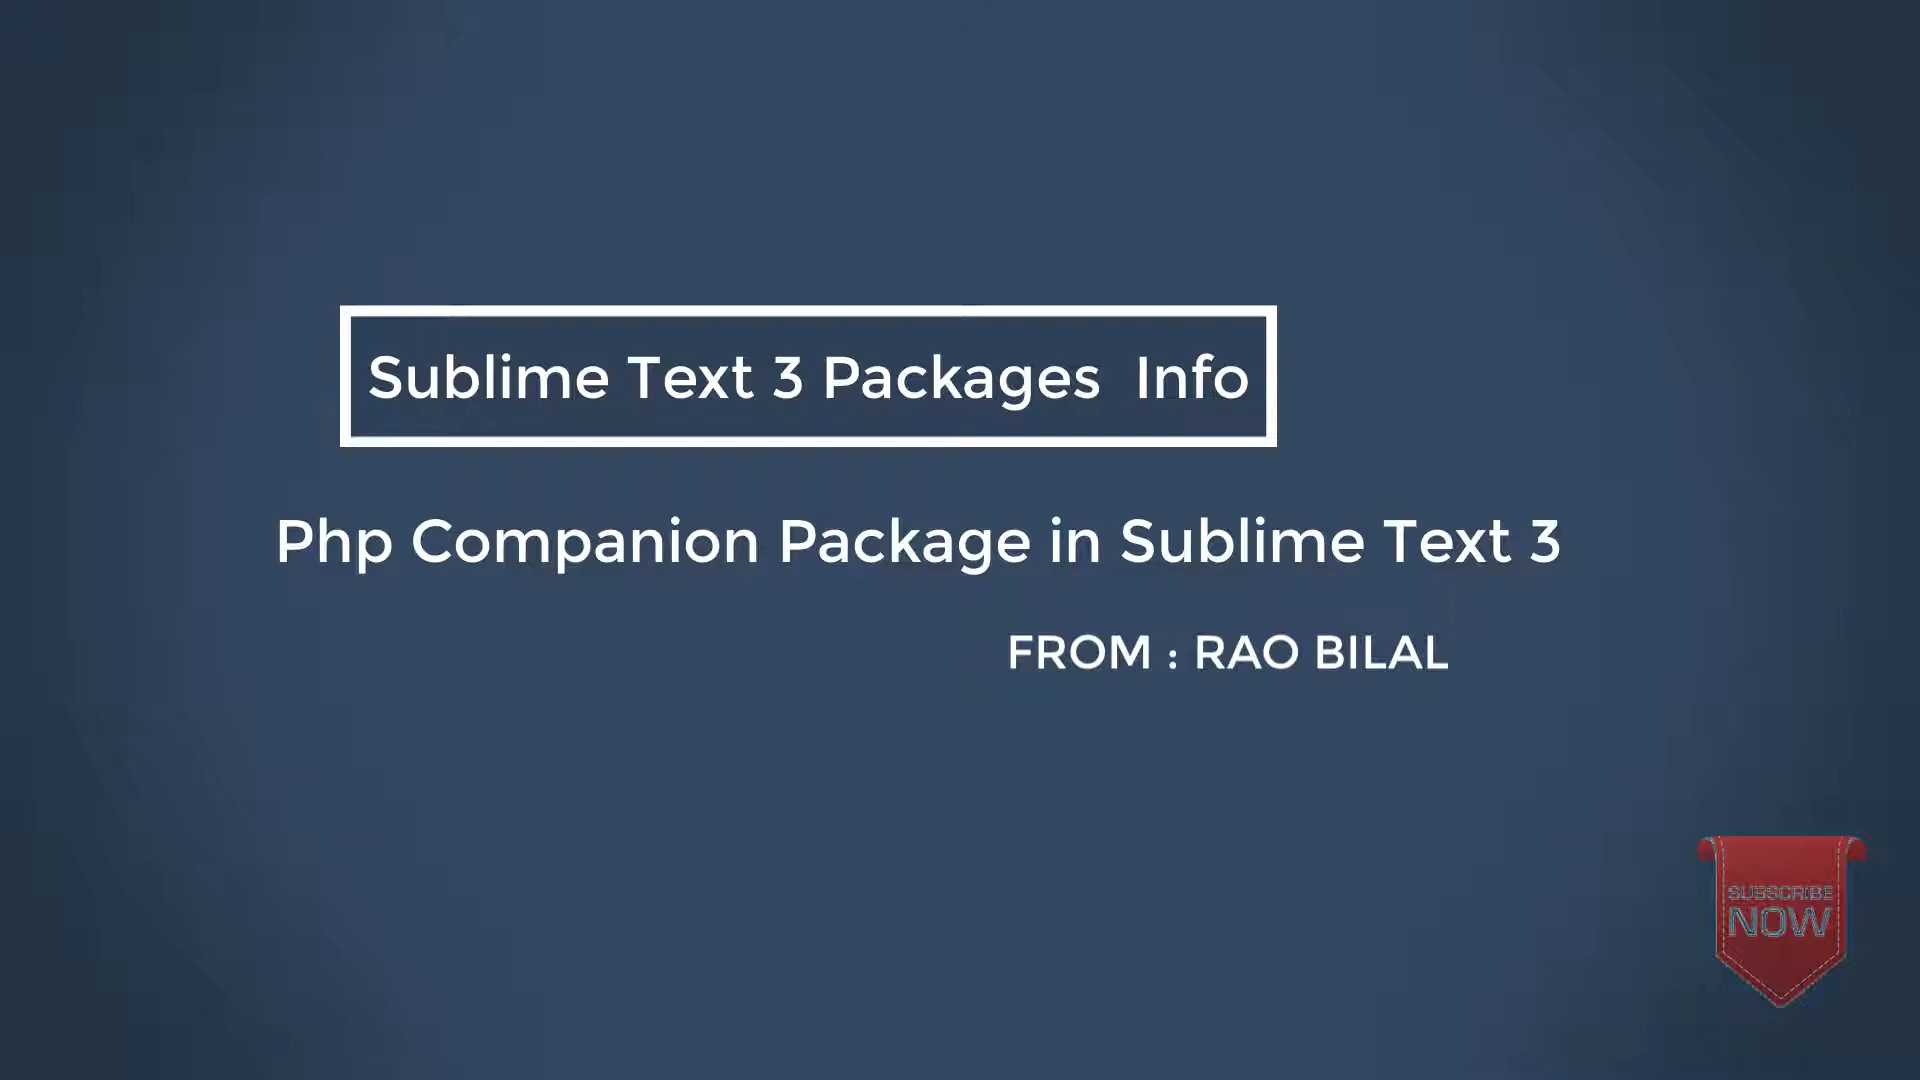 Sublime Text 3 Packages  Info
Php Companion Package in Sublime Text 3
FROM : RAO BILAL
SUBSCRIBE
NOW